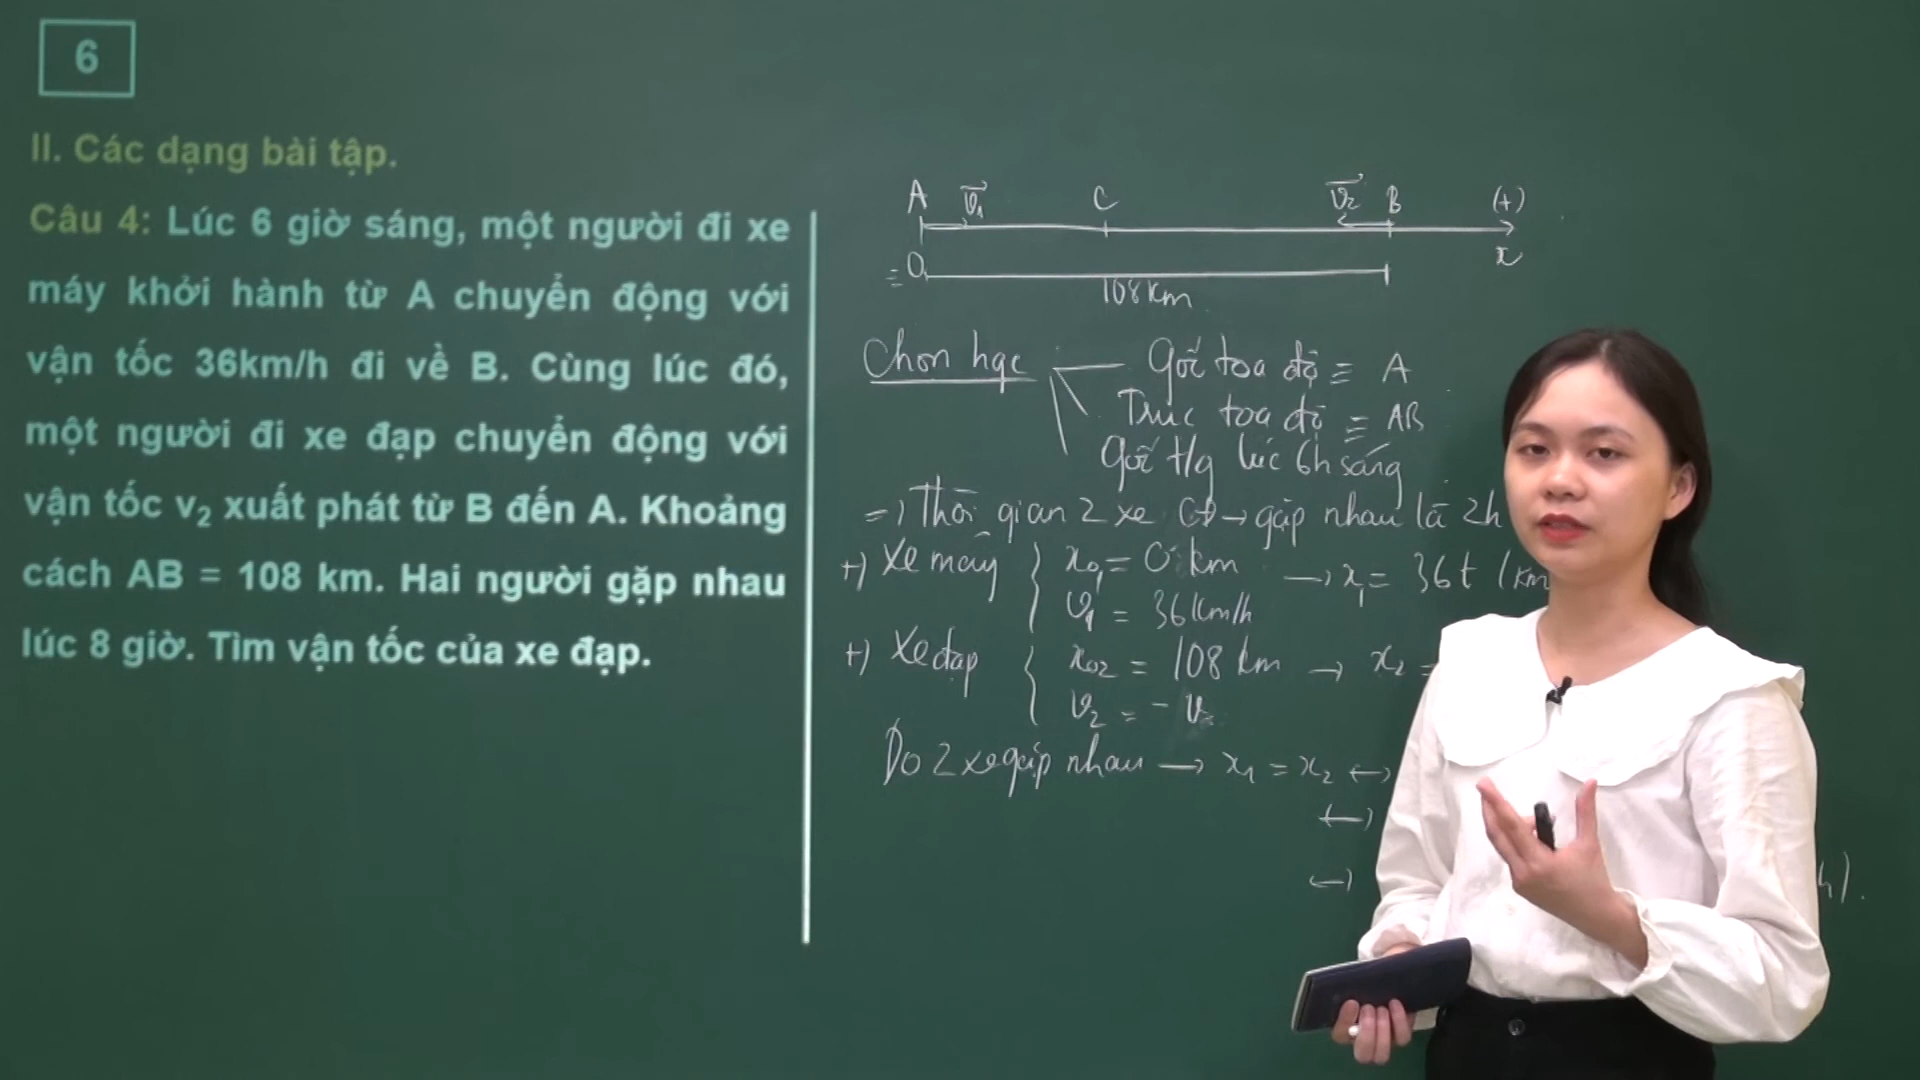 6
II. Các dạng bài tập.
Câu 4: Lúc 6 giờ sáng, một người đi xe
máy khởi hành từ A chuyển động với
vận tốc 36km/h đi về B. Cùng lúc đó,
một người đi xe đạp chuyển động với
vận tốc v₂ xuất phát từ B đến A. Khoảng
cách AB = 108 km. Hai người gặp nhau
lúc 8 giờ. Tìm vận tốc của xe đạp.
A v₁ C v₂ B (+)
x
≡ O
108 km
Chọn hqc Gốc toạ độ ≡ A
Trục toạ độ ≡ AB
Gốc t/g lúc 6h sáng
=) Thời gian 2 xe CĐ → gặp nhau là 2h
+) Xe máy { x₀₁ = 0 km → x₁ = 36t (km
v₁ = 36 km/h
+) Xe đạp { x₀₂ = 108 km → x₂ =
v₂ = - v₂
Do 2 xe gặp nhau → x₁ = x₂ ↔
↔
↔ h).